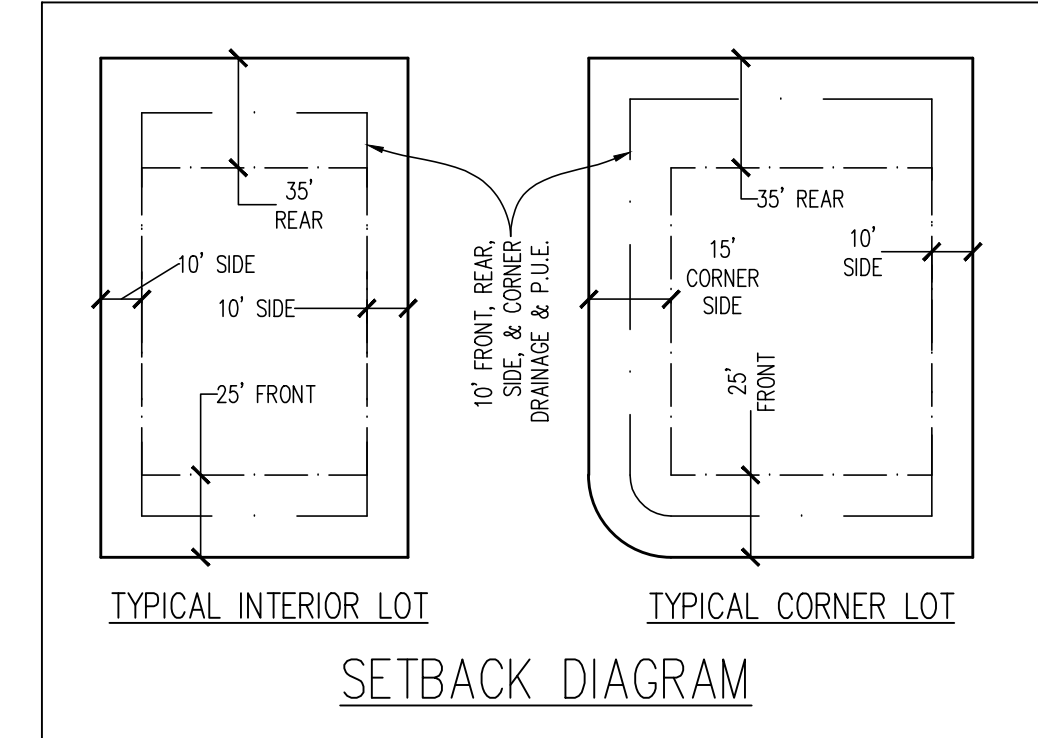 35'
REAR
10' SIDE
10' SIDE
25' FRONT
10' FRONT, REAR,
SIDE, & CORNER
DRAINAGE & P.U.E.
35' REAR
10'
SIDE
15'
CORNER
SIDE
25'
FRONT
TYPICAL INTERIOR LOT
TYPICAL CORNER LOT
SETBACK DIAGRAM